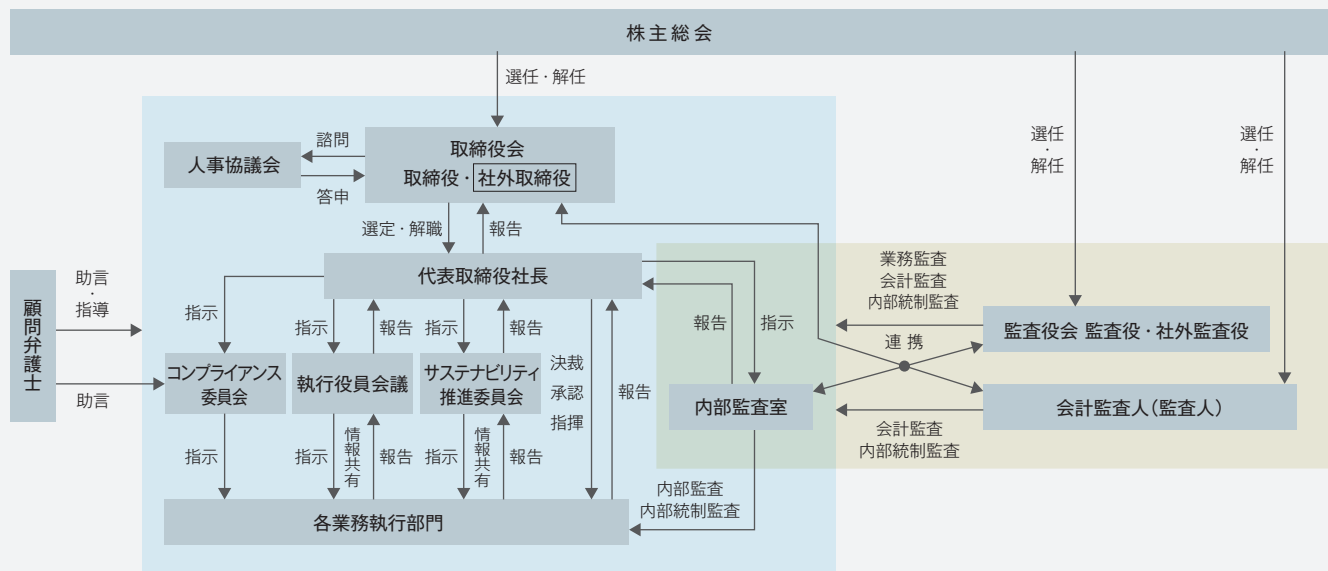 株主総会
選任・解任
選任・解任
選任・解任
諮問
人事協議会
答申
取締役会
取締役・社外取締役
選定・解職
報告
代表取締役社長
顧問弁護士
助言・指導
助言
指示
指示
報告
指示
報告
決裁
承認
指揮
報告
報告
指示
コンプライアンス
委員会
執行役員会議
サステナビリティ
推進委員会
内部監査室
業務監査
会計監査
内部統制監査
監査役会 監査役・社外監査役
連携
会計監査人(監査人)
会計監査
内部統制監査
指示
指示
情報共有
報告
指示
情報共有
報告
内部監査
内部統制監査
各業務執行部門